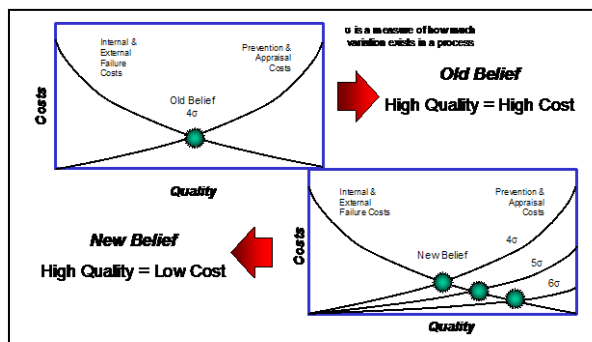 σ is a measure of how much
variation exists in a process
Internal &
External
Failure
Costs
Prevention &
Appraisal
Costs
Old Belief
4σ
Costs
Quality
Old Belief
High Quality = High Cost
Internal &
External
Failure Costs
Prevention &
Appraisal
Costs
New Belief
4σ
5σ
6σ
Costs
Quality
New Belief
High Quality = Low Cost